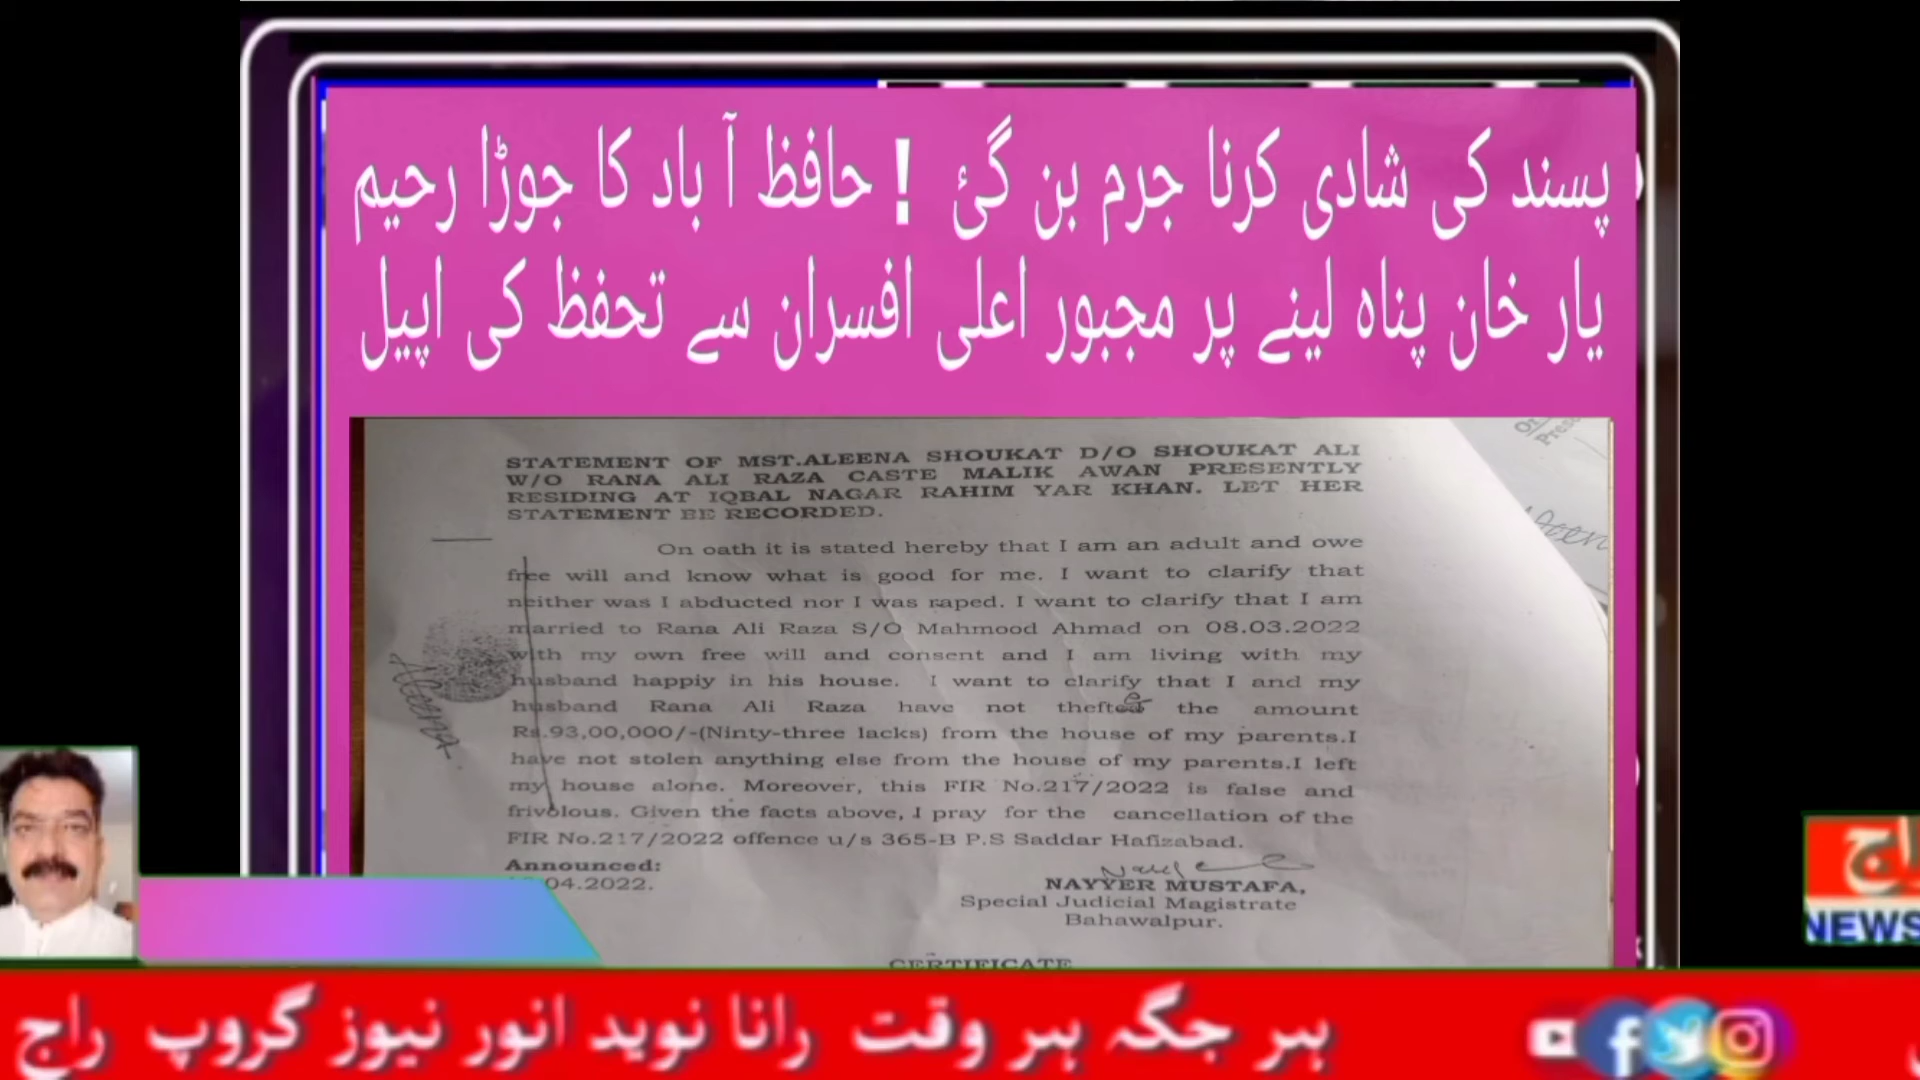 پسند کی شادی کرنا جرم بن گئ ! حافظ آ باد کا جوڑا رحیم
یار خان پناہ لینے پر مجبور اعلی افسران سے تحفظ کی اپیل
STATEMENT OF MST.ALEENA SHOUKAT D/O SHOUKAT ALI
W/O RANA ALI RAZA CASTE MALIK AWAN PRESENTLY
RESIDING AT IQBAL NAGAR RAHIM YAR KHAN. LET HER
STATEMENT BE RECORDED.
On oath it is stated hereby that I am an adult and owe
free will and know what is good for me. I want to clarify that
neither was I abducted nor I was raped. I want to clarify that I am
married to Rana Ali Raza S/O Mahmood Ahmad on 08.03.2022
with my own free will and consent and I am living with my
husband happiy in his house. I want to clarify that I and my
husband Rana Ali Raza have not thefted the amount
Rs.93,00,000/-(Ninty-three lacks) from the house of my parents.I
have not stolen anything else from the house of my parents.I left
my house alone. Moreover, this FIR No.217/2022 is false and
frivolous. Given the facts above, I pray for the cancellation of the
FIR No.217/2022 offence u/s 365-B P.S Saddar Hafizabad.
Announced:
04.2022.
NAYYER MUSTAFA,
Special Judicial Magistrate
Bahawalpur.
CERTIFICATE
Aleena
راج
NEWS
ہر جگہ ہر وقت رانا نوید انور نیوز گروپ راج